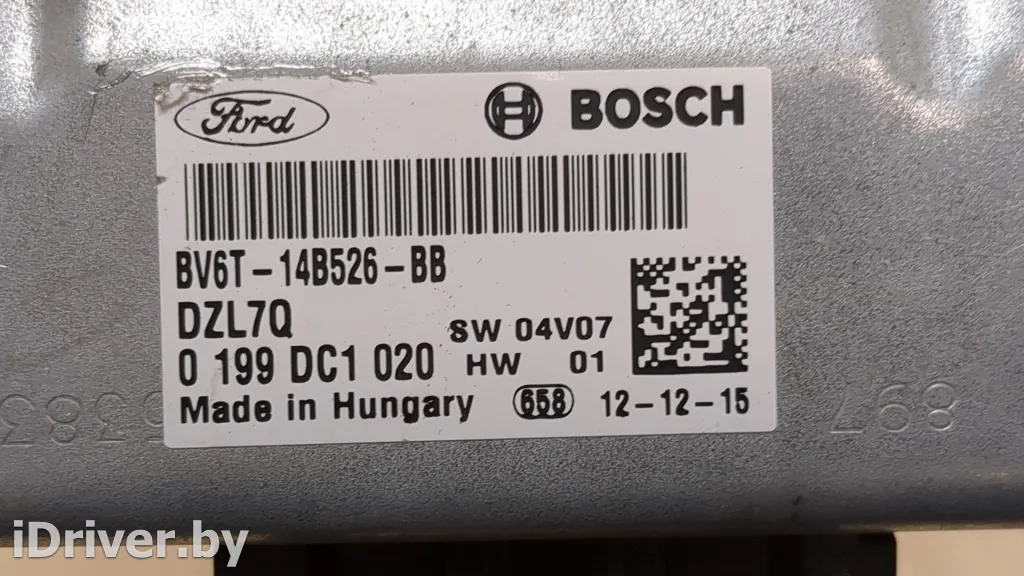 Ford
BOSCH
BV6T-14B526-BB
DZL7Q
SW 04V07
0 199 DC1 020
HW 01
Made in Hungary 658 12-12-15
897
iDriver.by